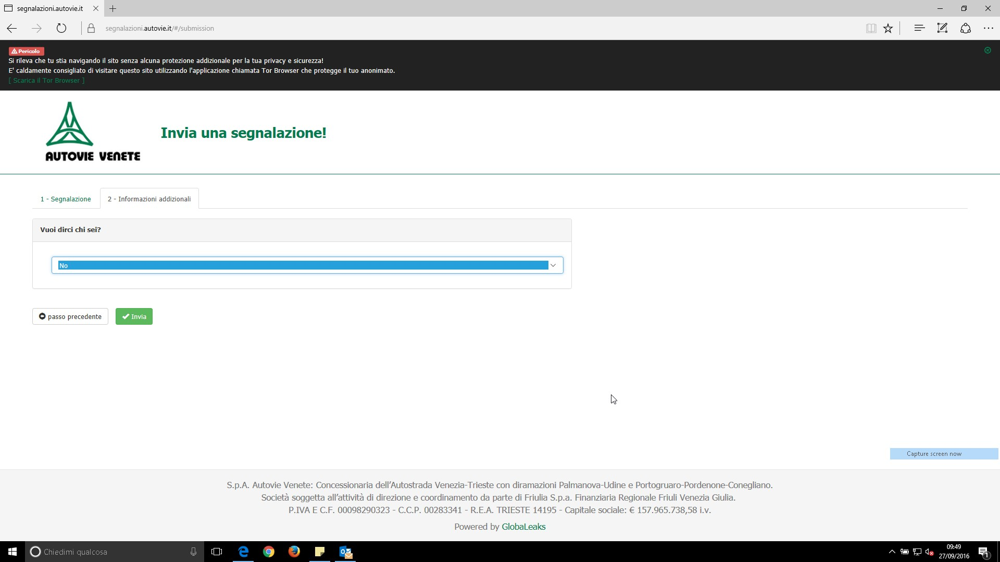 segnalazioni.autovie.it
segnalazioni.autovie.it/#/submission
Pericolo
Si rileva che tu stia navigando il sito senza alcuna protezione addizionale per la tua privacy e sicurezza!
E' caldamente consigliato di visitare questo sito utilizzando l'applicazione chiamata Tor Browser che protegge il tuo anonimato.
[ Scarica il Tor Browser ]
AUTOVIE VENETE
Invia una segnalazione!
1 - Segnalazione
2 - Informazioni addizionali
Vuoi dirci chi sei?
No
passo precedente
Invia
Capture screen now
S.p.A. Autovie Venete: Concessionaria dell'Autostrada Venezia-Trieste con diramazioni Palmanova-Udine e Portogruaro-Pordenone-Conegliano.
Società soggetta all'attività di direzione e coordinamento da parte di Friulia S.p.a. Finanziaria Regionale Friuli Venezia Giulia.
P.IVA E C.F. 00098290323 - C.C.P. 00283341 - R.E.A. TRIESTE 14195 - Capitale sociale: € 157.965.738,58 i.v.
Powered by GlobaLeaks
Chiedimi qualcosa
09:49
27/09/2016
1